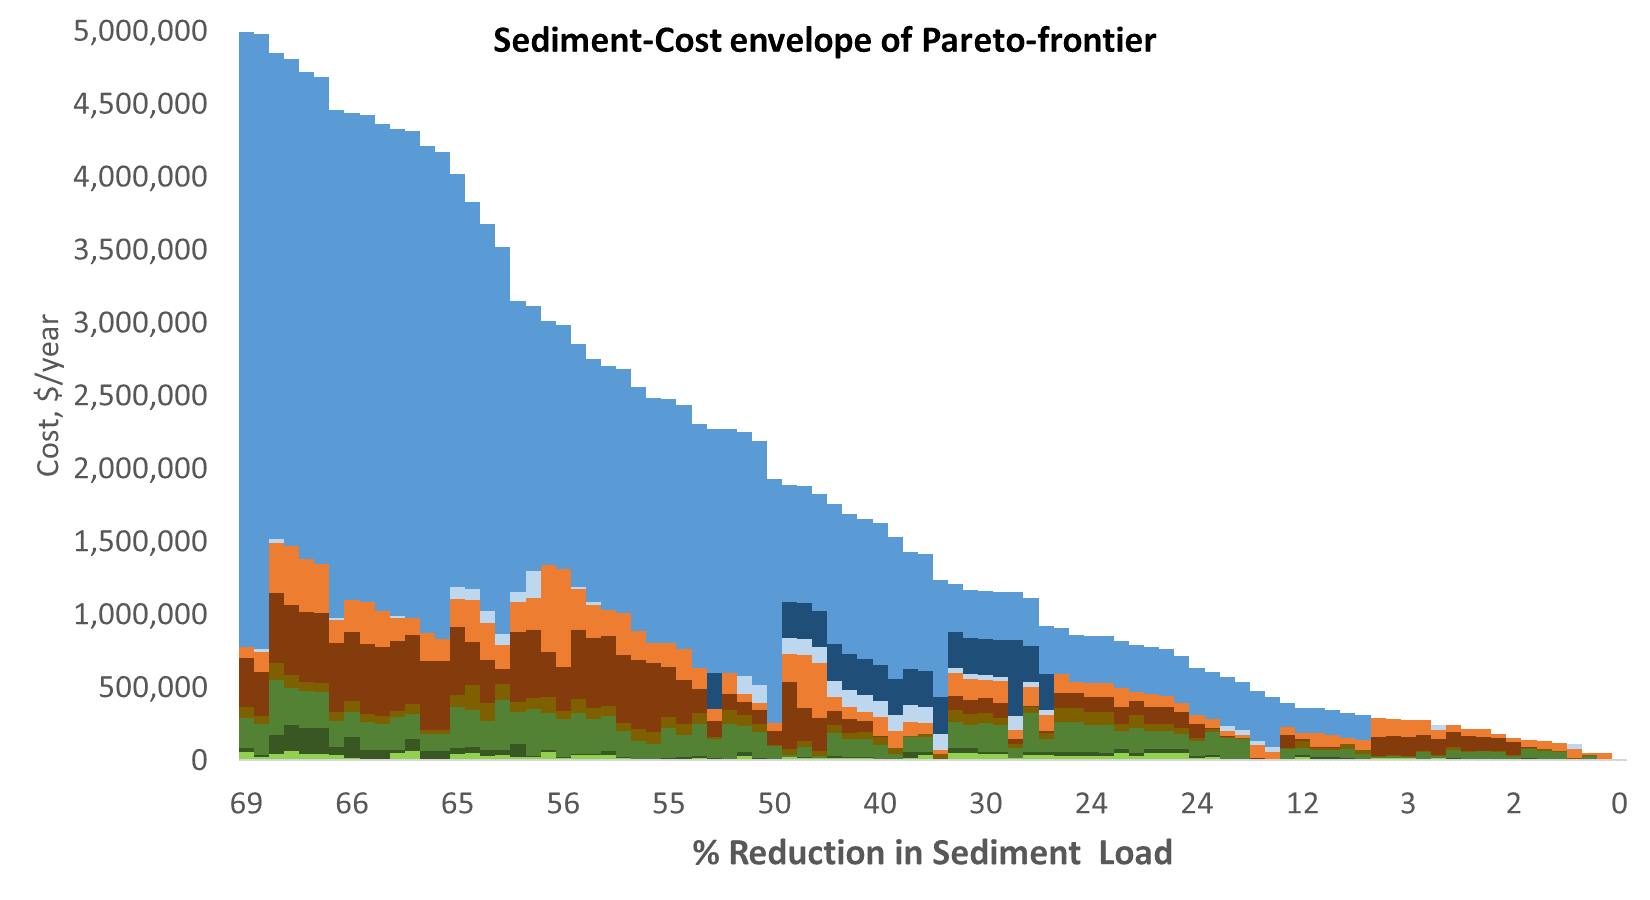 Sediment-Cost envelope of Pareto-frontier
Cost, $/year
5,000,000
4,500,000
4,000,000
3,500,000
3,000,000
2,500,000
2,000,000
1,500,000
1,000,000
500,000
0
69 66 65 56 55 50 40 30 24 24 12 3 2 0
% Reduction in Sediment Load